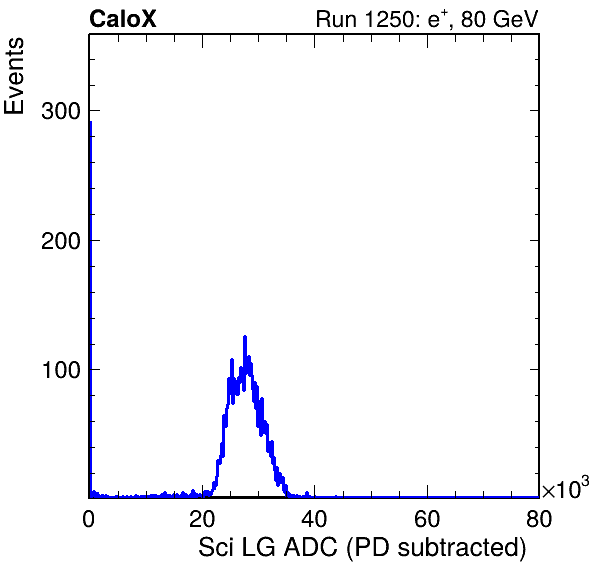 CaloX Run 1250: e⁺, 80 GeV
Events
300
200
100
0 20 40 60 80
×10³
Sci LG ADC (PD subtracted)